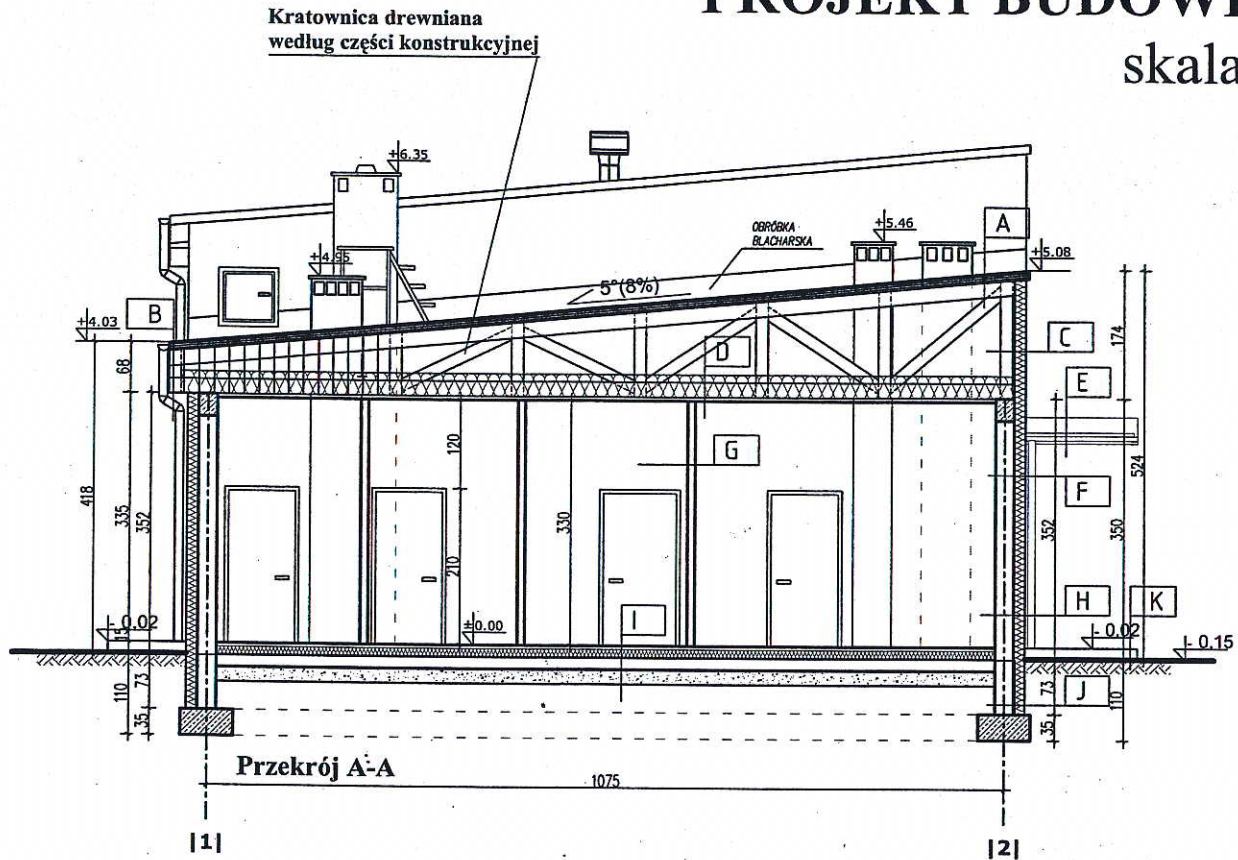 PROJEKT
skala
Kratownica drewniana
według części konstrukcyjnej
+6.35
OBRÓBKA
BLACHARSKA
+5.46
A
+4.95
+5.08
5°(8%)
B
+4.03
68
D
C
174
E
120
G
524
418
335
352
330
F
352
350
210
H
K
- 0.02
15
±0.00
I
- 0.02
- 0.15
110
73
73
J
110
35
35
Przekrój A-A
1075
|1|
|2|